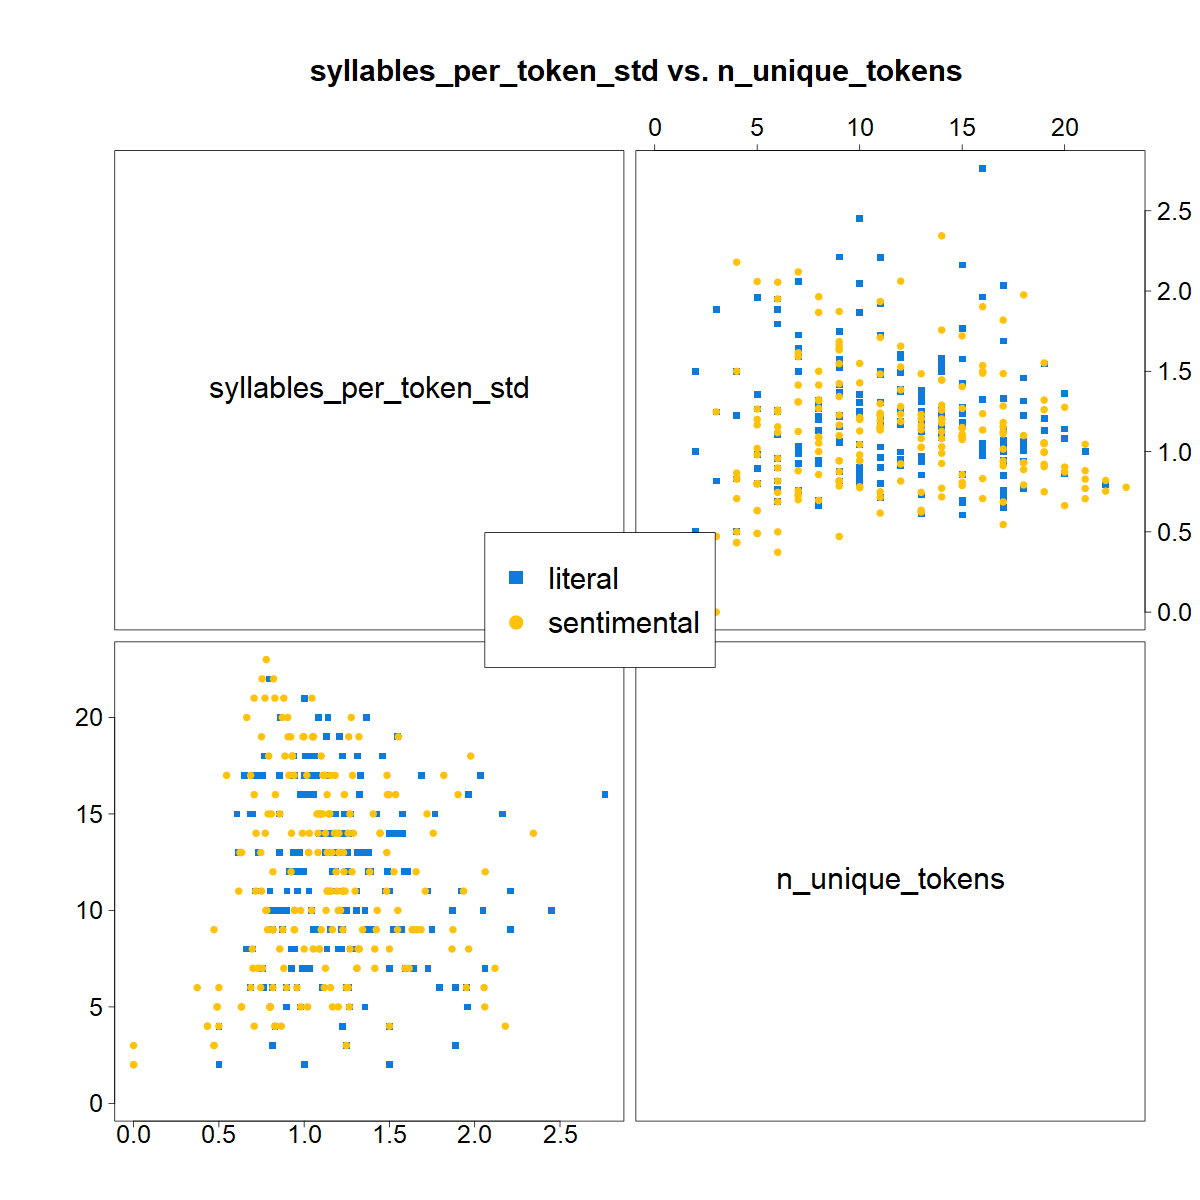 syllables_per_token_std vs. n_unique_tokens
0 5 10 15 20
syllables_per_token_std
2.5
2.0
1.5
1.0
0.5
0.0
literal
sentimental
20
15
10
5
0
n_unique_tokens
0.0 0.5 1.0 1.5 2.0 2.5